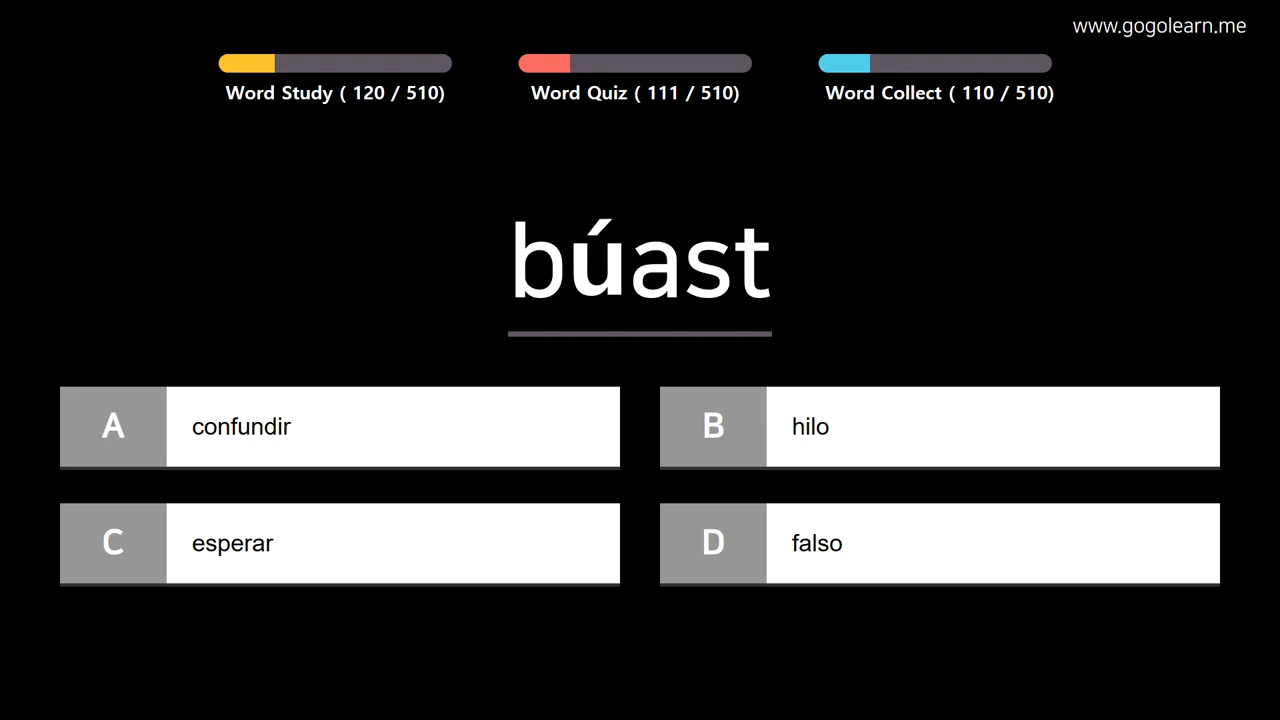 www.gogolearn.me
Word Study ( 120 / 510)
Word Quiz ( 111 / 510)
Word Collect ( 110 / 510)
búast
A confundir
B hilo
C esperar
D falso